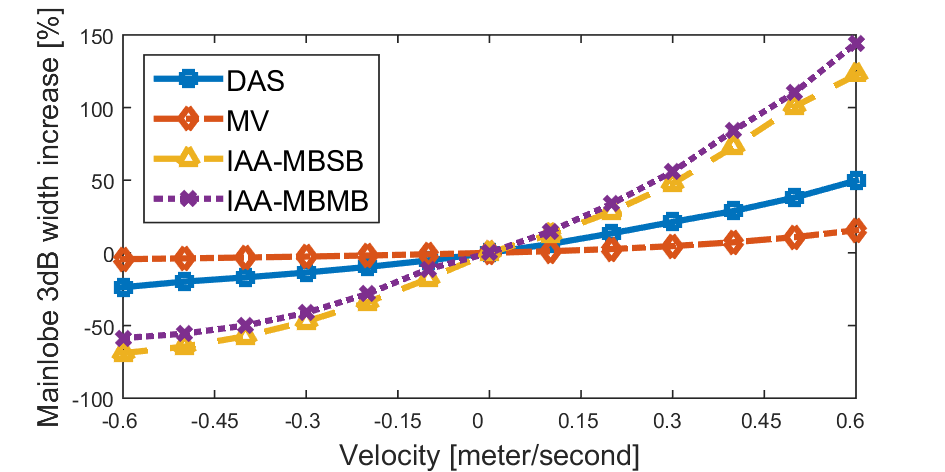 Mainlobe 3dB width increase [%]
150
100
50
0
-50
-100
DAS
MV
IAA-MBSB
IAA-MBMB
-0.6 -0.45 -0.3 -0.15 0 0.15 0.3 0.45 0.6
Velocity [meter/second]